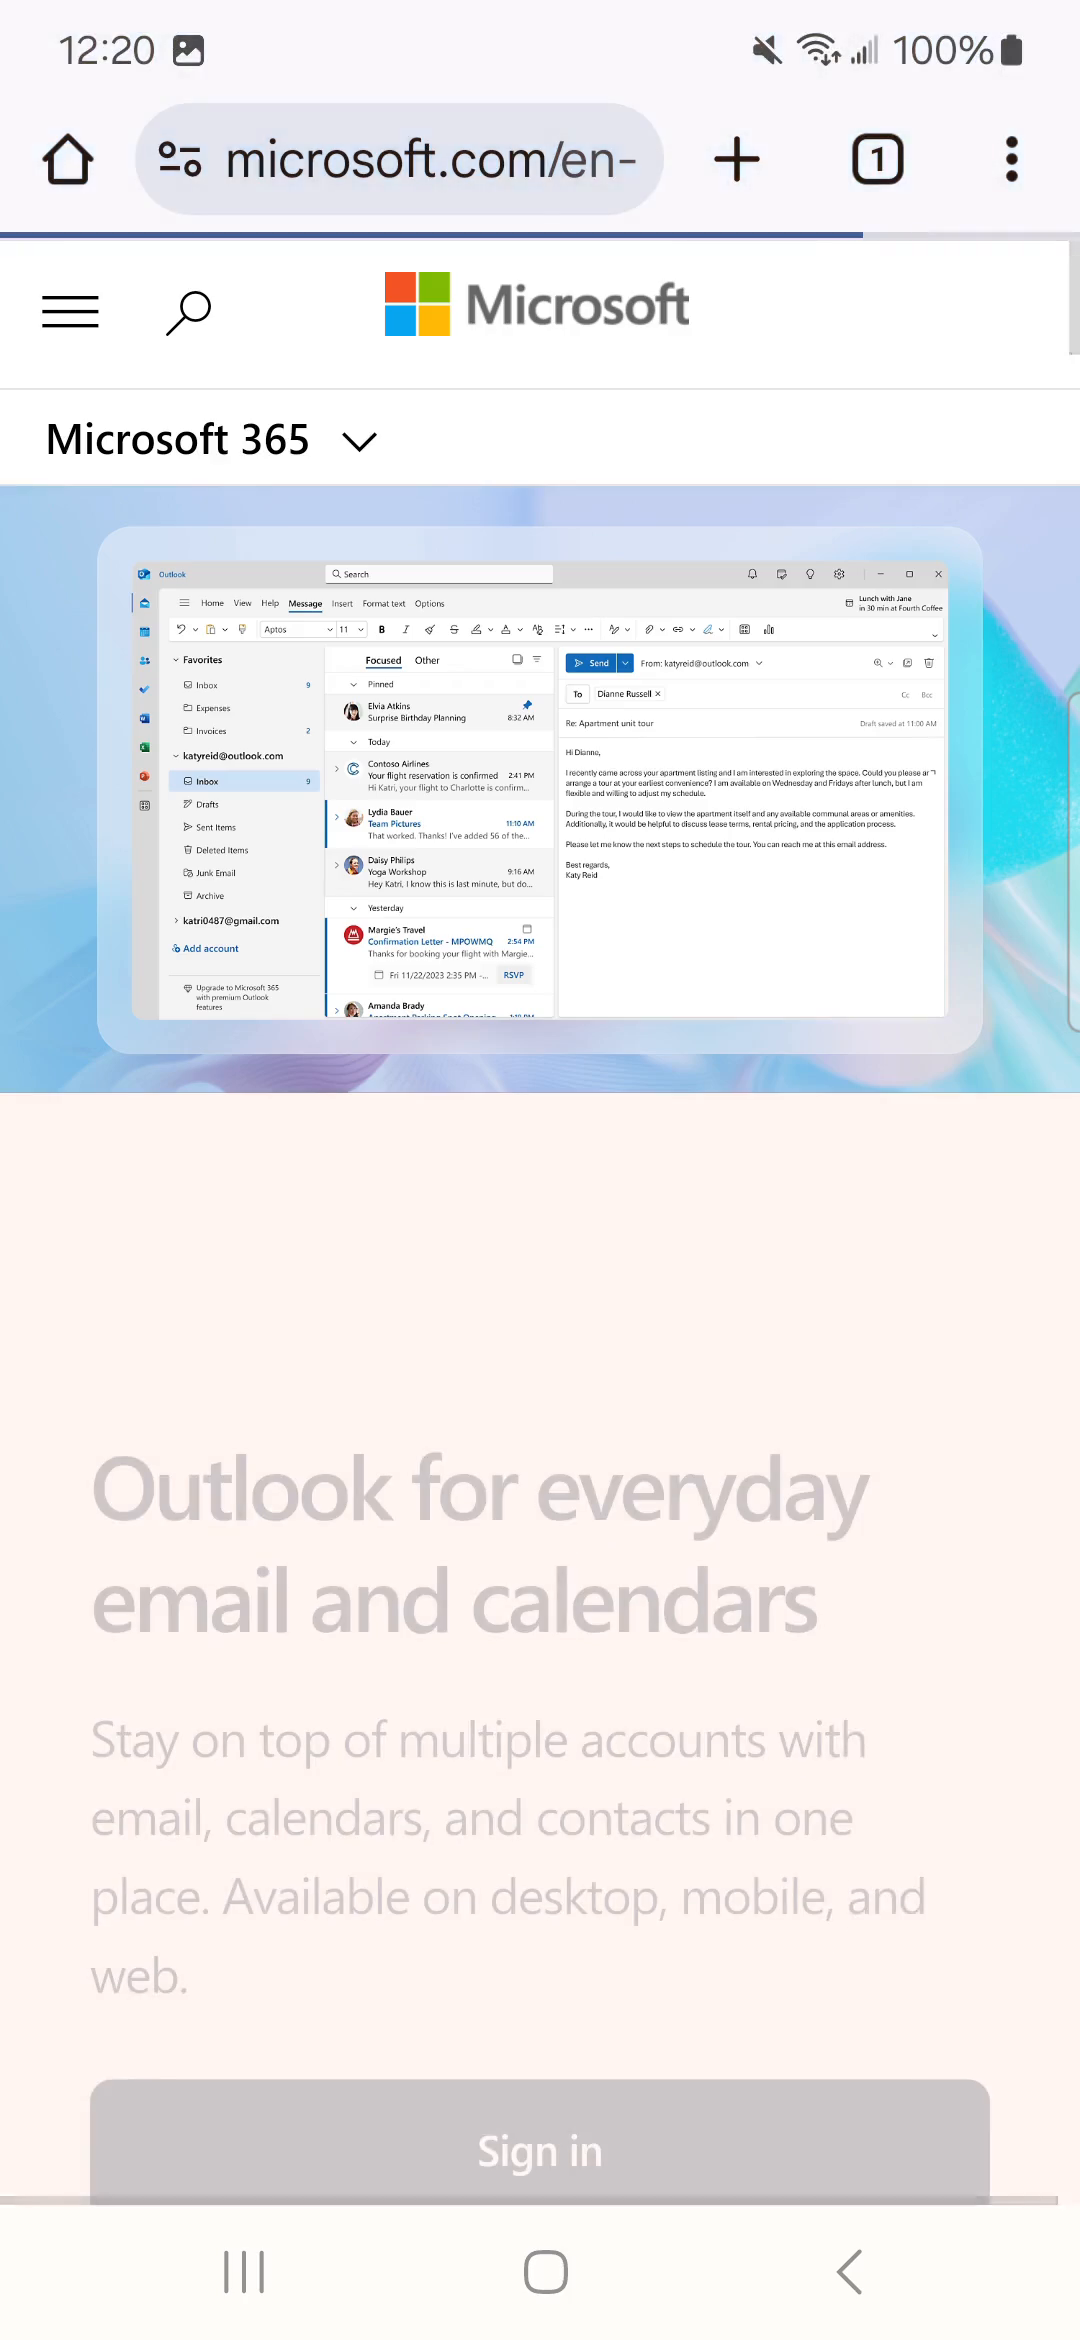 12:20
100%
microsoft.com/en-
1
Microsoft
Microsoft 365
Outlook
Search
Home View Help Message Insert Format text Options
Lunch with Jane
in 30 min at Fourth Coffee
Aptos 11
Favorites
Inbox 9
Expenses
Invoices 2
katyreid@outlook.com
Inbox 9
Drafts
Sent Items
Deleted Items
Junk Email
Archive
katri0487@gmail.com
Add account
Upgrade to Microsoft 365
with premium Outlook
features
Focused Other
Pinned
Elvia Atkins
Surprise Birthday Planning 8:32 AM
Today
Contoso Airlines
Your flight reservation is confirmed 2:41 PM
Hi Katri, your flight to Charlotte is confirm...
Lydia Bauer
Team Pictures 11:10 AM
That worked. Thanks! I've added 56 of the...
Daisy Philips
Yoga Workshop 9:16 AM
Hey Katri, I know this is last minute, but do...
Yesterday
Margie's Travel
Confirmation Letter - MPOWMQ 2:54 PM
Thanks for booking your flight with Margie...
Fri 11/22/2023 2:35 PM -... RSVP
Amanda Brady
Send From: katyreid@outlook.com
To Dianne Russell Cc Bcc
Re: Apartment unit tour Draft saved at 11:00 AM
Hi Dianne,
I recently came across your apartment listing and I am interested in exploring the space. Could you please ar
arrange a tour at your earliest convenience? I am available on Wednesday and Fridays after lunch, but I am
flexible and willing to adjust my schedule.
During the tour, I would like to view the apartment itself and any available communal areas or amenities.
Additionally, it would be helpful to discuss lease terms, rental pricing, and the application process.
Please let me know the next steps to schedule the tour. You can reach me at this email address.
Best regards,
Katy Reid
Outlook for everyday
email and calendars
Stay on top of multiple accounts with
email, calendars, and contacts in one
place. Available on desktop, mobile, and
web.
Sign in